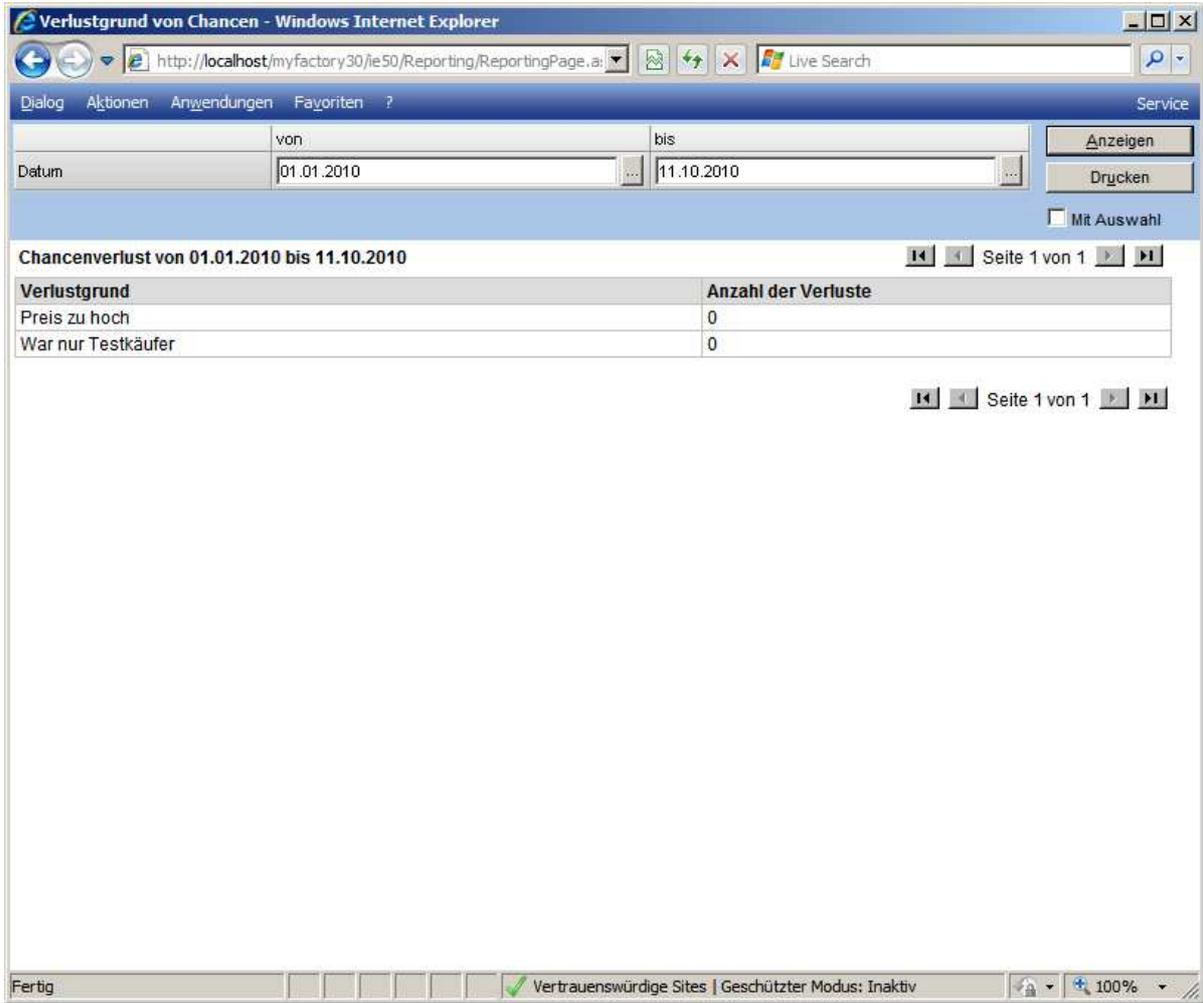 Verlustgrund von Chancen - Windows Internet Explorer
http://localhost/myfactory30/ie50/Reporting/ReportingPage.a: Live Search
Dialog Aktionen Anwendungen Favoriten ? Service
von bis Anzeigen
Datum 01.01.2010 ... 11.10.2010 ... Drucken
Mit Auswahl
Chancenverlust von 01.01.2010 bis 11.10.2010 Seite 1 von 1
Verlustgrund Anzahl der Verluste
Preis zu hoch 0
War nur Testkäufer 0
Seite 1 von 1
Fertig Vertrauenswürdige Sites | Geschützter Modus: Inaktiv 100%